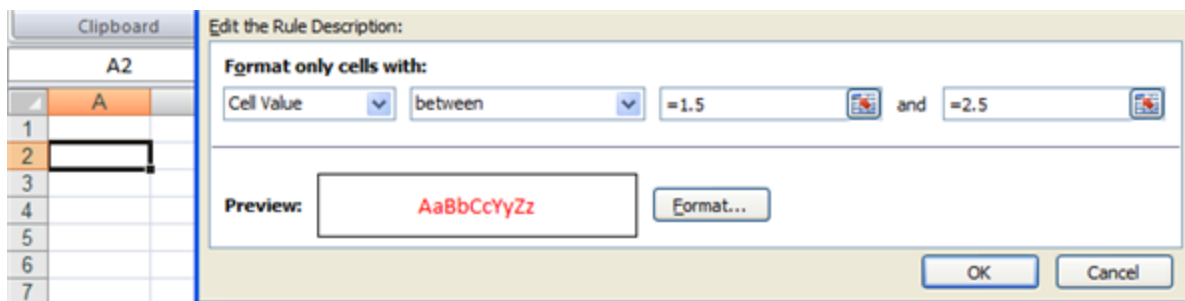 Clipboard
A2
A
1
2
3
4
5
6
7
Edit the Rule Description:
Format only cells with:
Cell Value between =1.5 and =2.5
Preview: AaBbCcYyZz Format...
OK Cancel